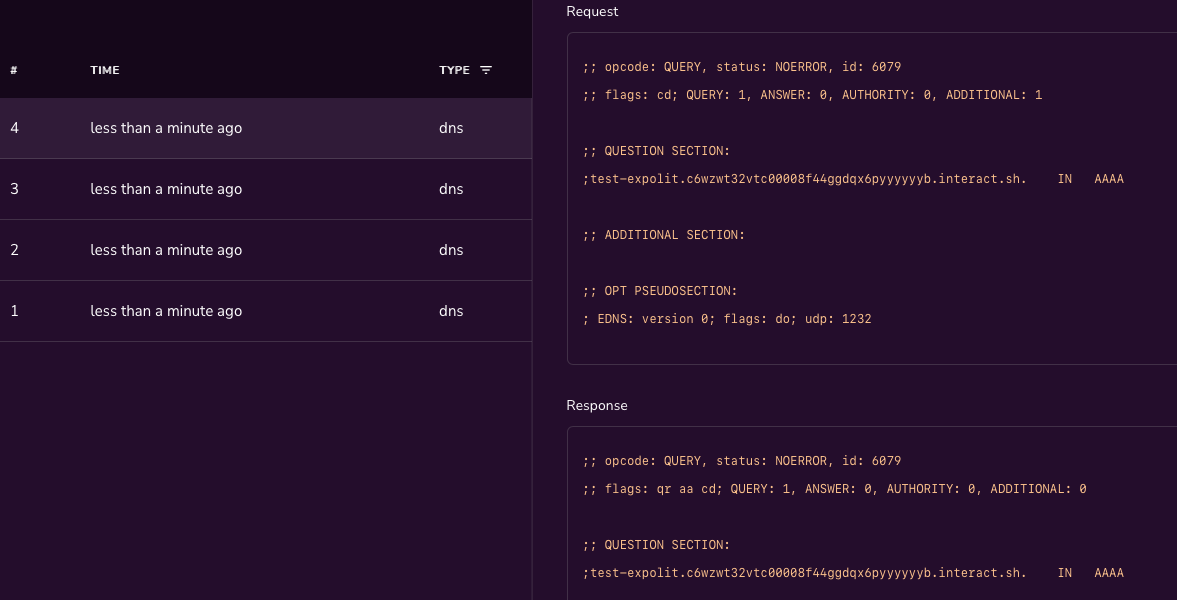 # TIME TYPE
4 less than a minute ago dns
3 less than a minute ago dns
2 less than a minute ago dns
1 less than a minute ago dns
Request
;; opcode: QUERY, status: NOERROR, id: 6079
;; flags: cd; QUERY: 1, ANSWER: 0, AUTHORITY: 0, ADDITIONAL: 1
;; QUESTION SECTION:
;test-expolit.c6wzwt32vtc00008f44ggdqx6pyyyyyyb.interact.sh. IN AAAA
;; ADDITIONAL SECTION:
;; OPT PSEUDOSECTION:
; EDNS: version 0; flags: do; udp: 1232
Response
;; opcode: QUERY, status: NOERROR, id: 6079
;; flags: qr aa cd; QUERY: 1, ANSWER: 0, AUTHORITY: 0, ADDITIONAL: 0
;; QUESTION SECTION:
;test-expolit.c6wzwt32vtc00008f44ggdqx6pyyyyyyb.interact.sh. IN AAAA